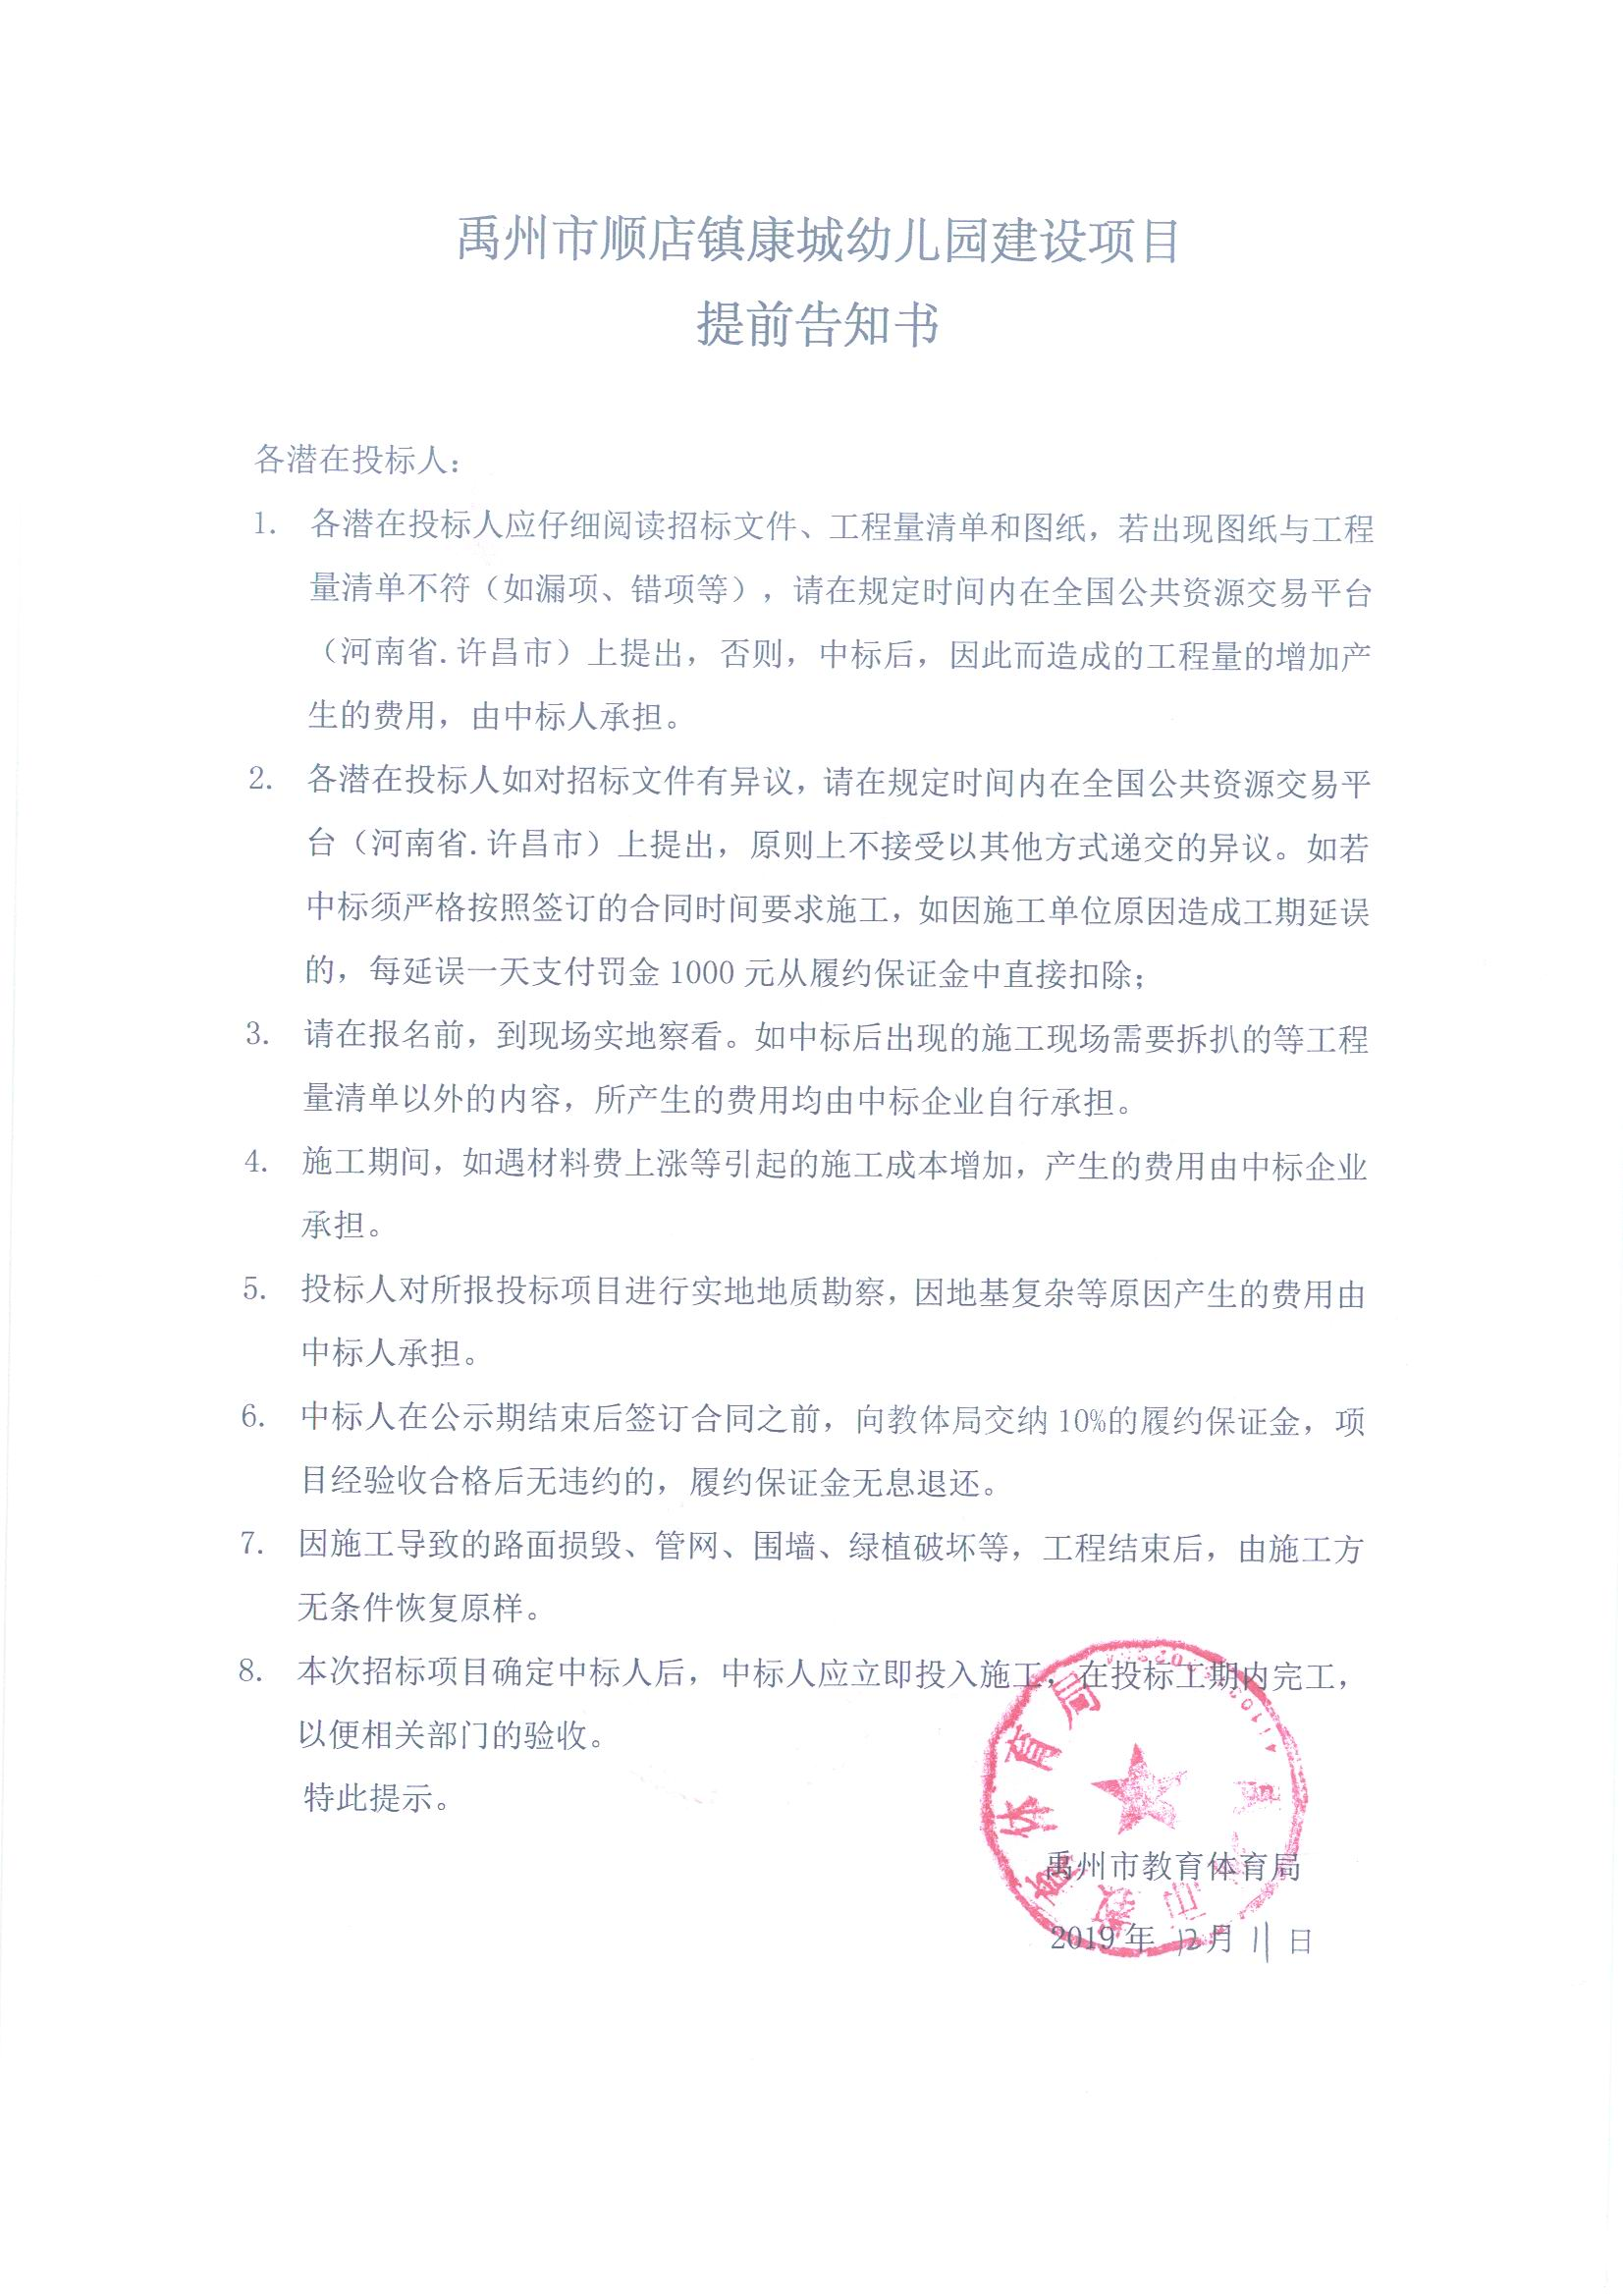 禹州市顺店镇康城幼儿园建设项目
提前告知书
各潜在投标人：
1. 各潜在投标人应仔细阅读招标文件、工程量清单和图纸，若出现图纸与工程
量清单不符（如漏项、错项等），请在规定时间内在全国公共资源交易平台
（河南省.许昌市）上提出，否则，中标后，因此而造成的工程量的增加产
生的费用，由中标人承担。
2. 各潜在投标人如对招标文件有异议，请在规定时间内在全国公共资源交易平
台（河南省.许昌市）上提出，原则上不接受以其他方式递交的异议。如若
中标须严格按照签订的合同时间要求施工，如因施工单位原因造成工期延误
的，每延误一天支付罚金 1000 元从履约保证金中直接扣除；
3. 请在报名前，到现场实地察看。如中标后出现的施工现场需要拆扒的等工程
量清单以外的内容，所产生的费用均由中标企业自行承担。
4. 施工期间，如遇材料费上涨等引起的施工成本增加，产生的费用由中标企业
承担。
5. 投标人对所报投标项目进行实地地质勘察，因地基复杂等原因产生的费用由
中标人承担。
6. 中标人在公示期结束后签订合同之前，向教体局交纳 10%的履约保证金，项
目经验收合格后无违约的，履约保证金无息退还。
7. 因施工导致的路面损毁、管网、围墙、绿植破坏等，工程结束后，由施工方
无条件恢复原样。
8. 本次招标项目确定中标人后，中标人应立即投入施工，在投标工期内完工，
以便相关部门的验收。
特此提示。
禹州市教育体育局
2019 年 12 月 11 日